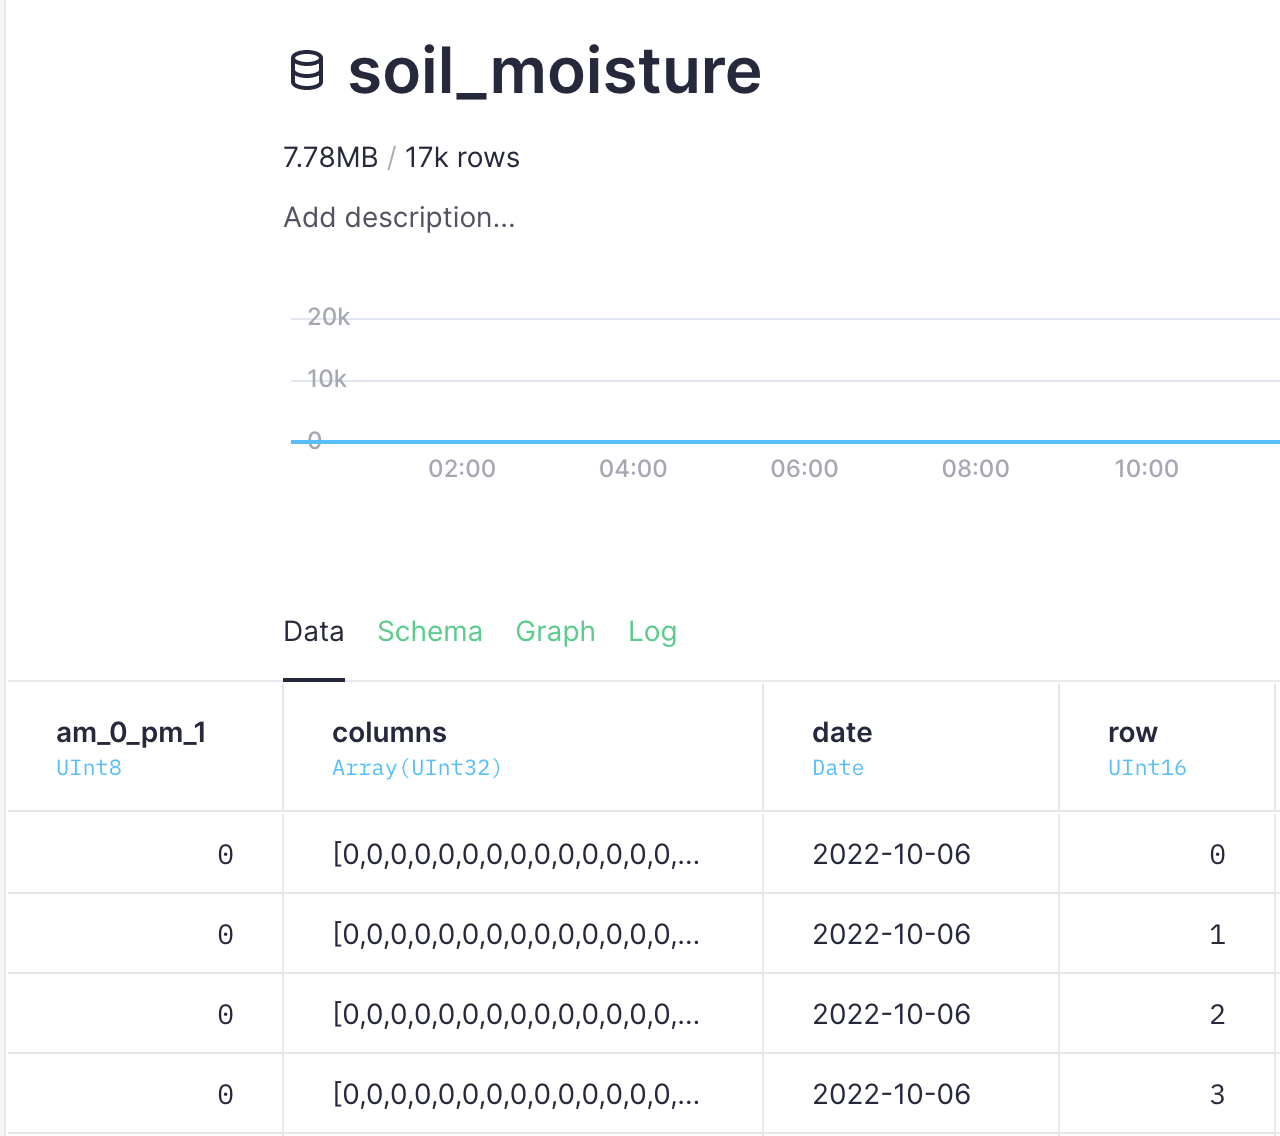 soil_moisture
7.78MB / 17k rows
Add description...
20k
10k
0
02:00 04:00 06:00 08:00 10:00
Data Schema Graph Log
am_0_pm_1 columns date row
UInt8 Array(UInt32) Date UInt16
0 [0,0,0,0,0,0,0,0,0,0,0,0,0,0,... 2022-10-06 0
0 [0,0,0,0,0,0,0,0,0,0,0,0,0,0,... 2022-10-06 1
0 [0,0,0,0,0,0,0,0,0,0,0,0,0,0,... 2022-10-06 2
0 [0,0,0,0,0,0,0,0,0,0,0,0,0,0,... 2022-10-06 3